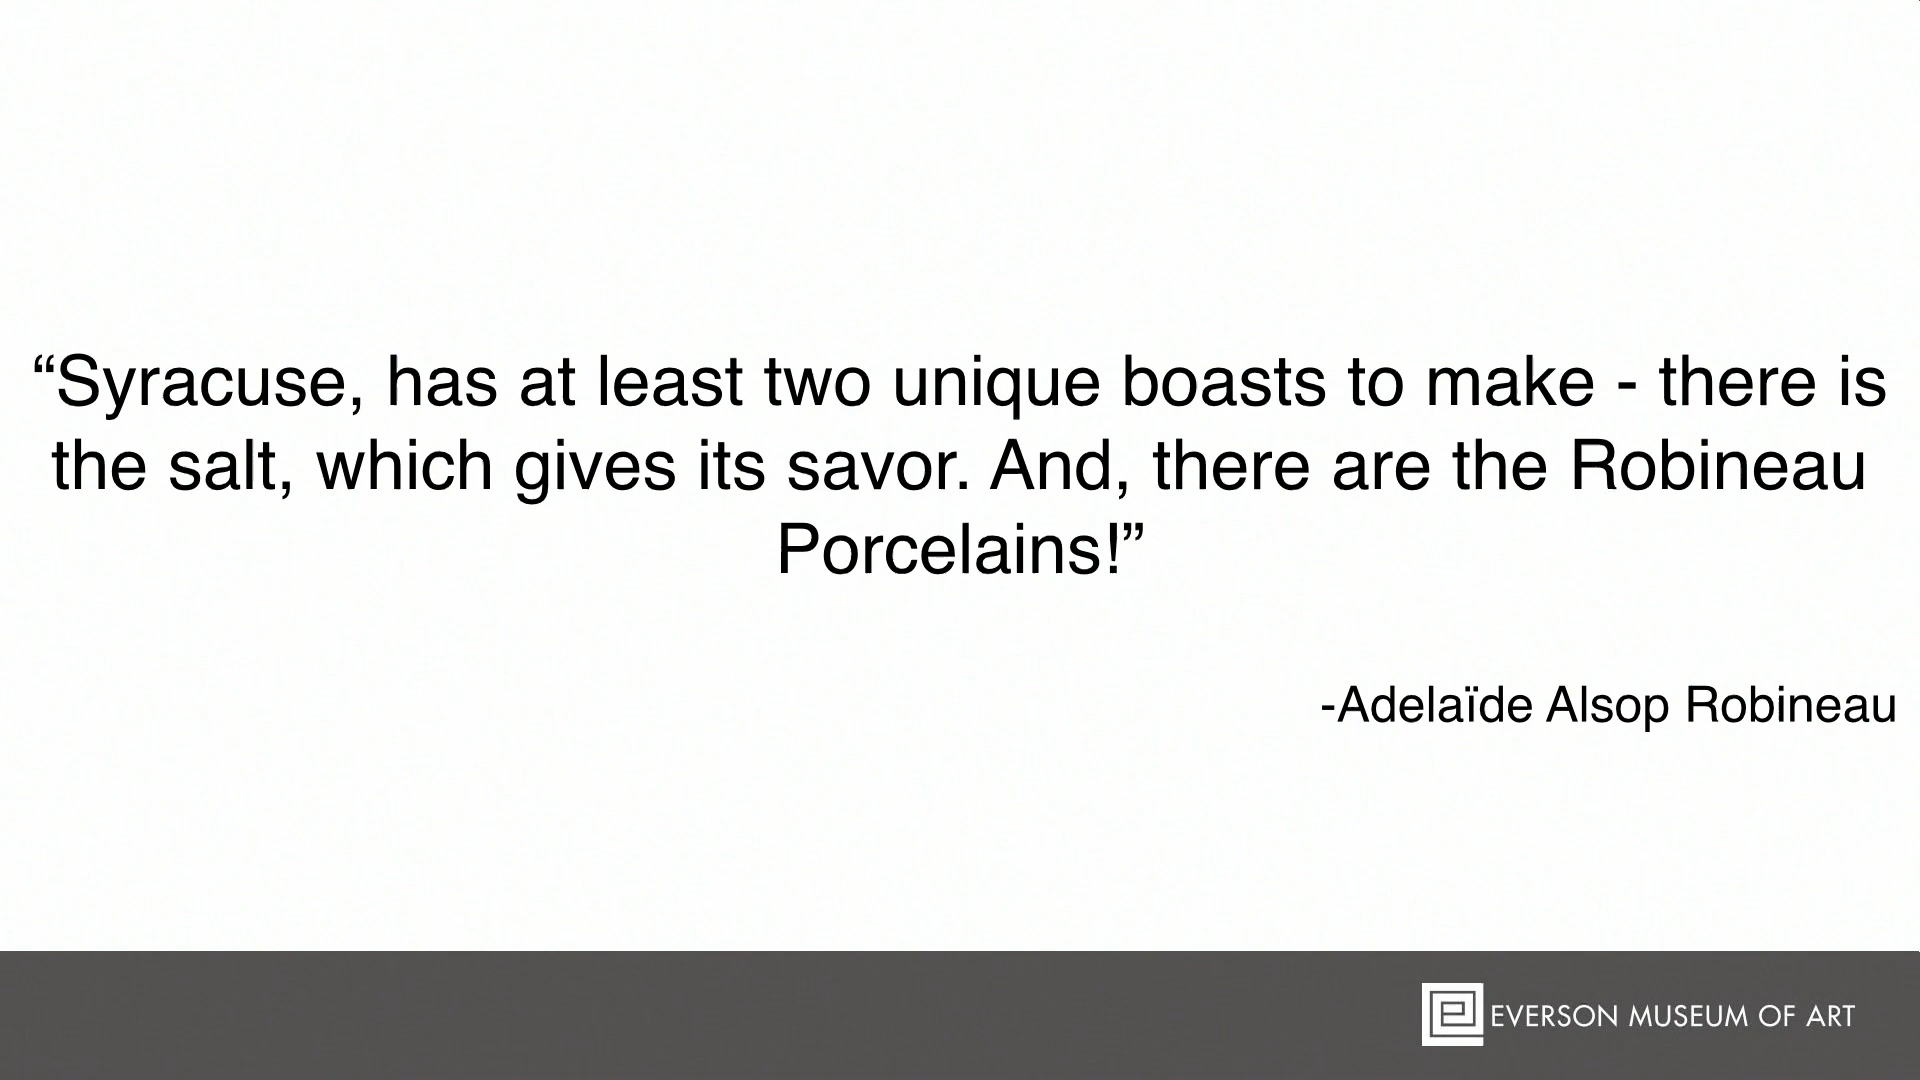 “Syracuse, has at least two unique boasts to make - there is
the salt, which gives its savor. And, there are the Robineau
Porcelains!”
-Adelaïde Alsop Robineau
EVERSON MUSEUM OF ART